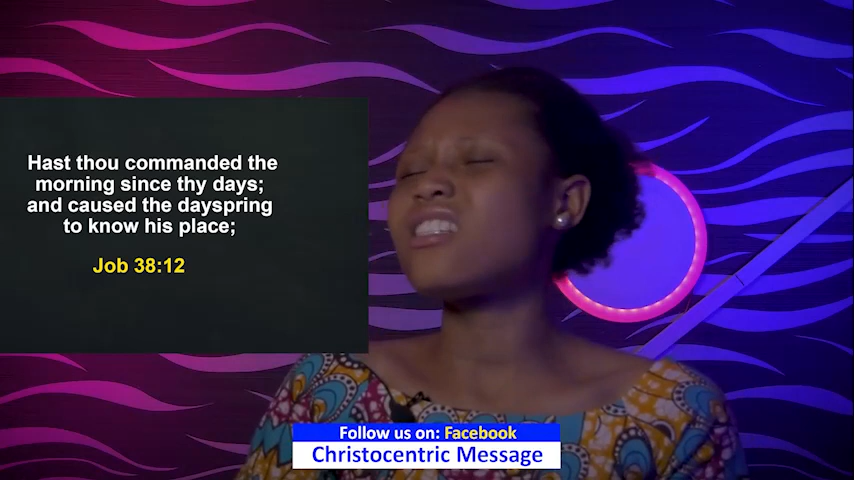 Hast thou commanded the
morning since thy days;
and caused the dayspring
to know his place;
Job 38:12
Follow us on: Facebook
Christocentric Message